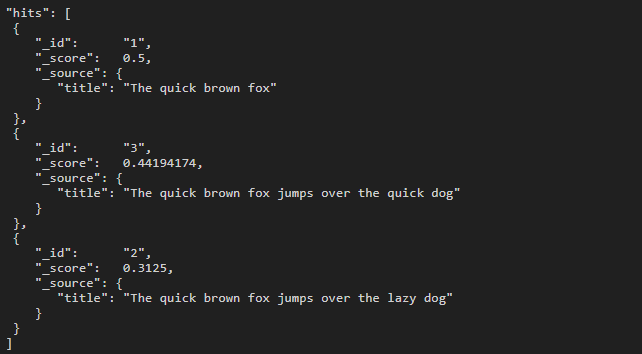 "hits": [
 {
    "_id":      "1",
    "_score":   0.5,
    "_source": {
       "title": "The quick brown fox"
    }
 },
 {
    "_id":      "3",
    "_score":   0.44194174,
    "_source": {
       "title": "The quick brown fox jumps over the quick dog"
    }
 },
 {
    "_id":      "2",
    "_score":   0.3125,
    "_source": {
       "title": "The quick brown fox jumps over the lazy dog"
    }
 }
]